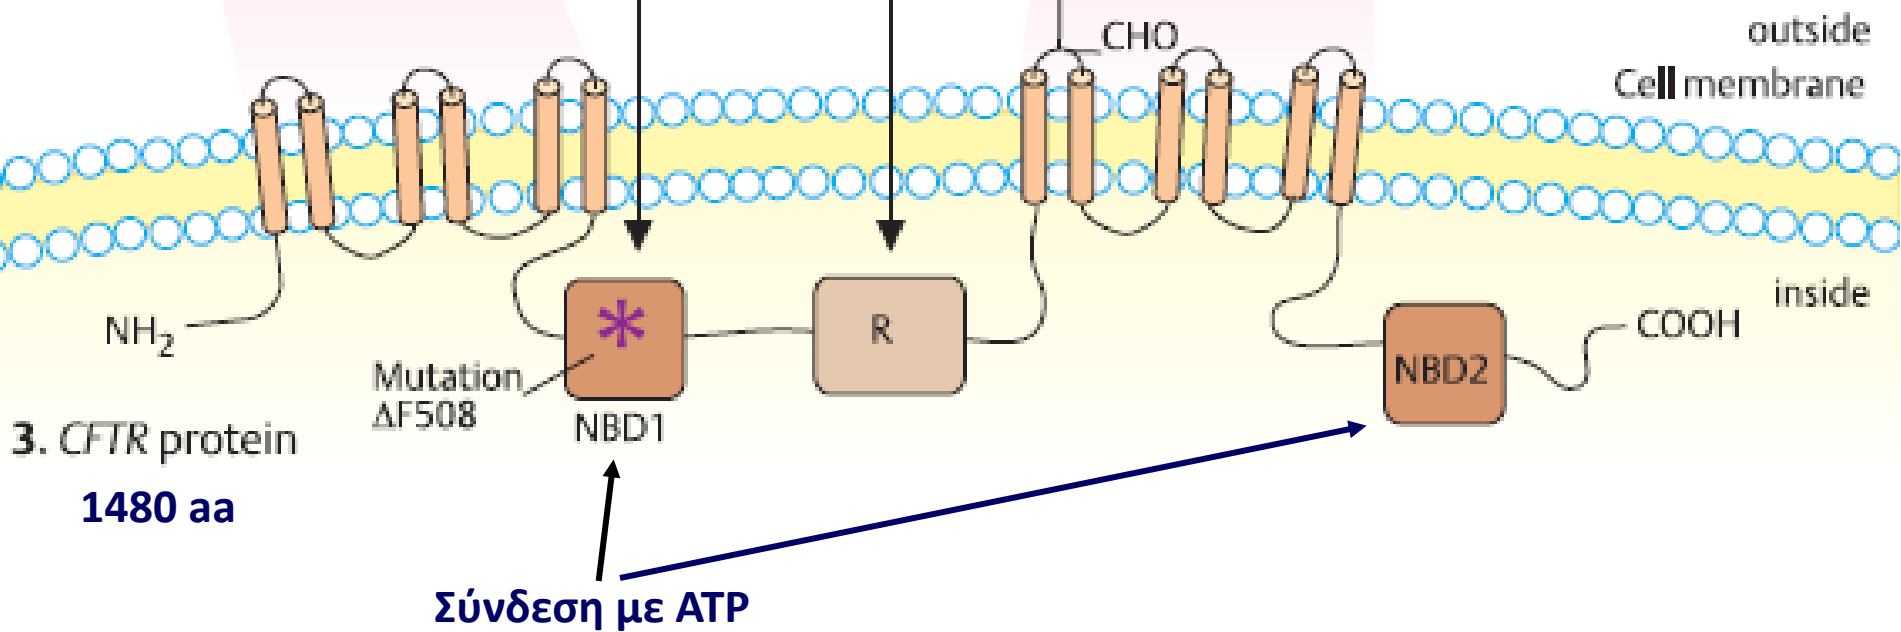 CHO
outside
Cell membrane
inside
NH2
R
COOH
NBD2
Mutation
ΔF508
*
NBD1
3. CFTR protein
1480 aa
Σύνδεση με ATP